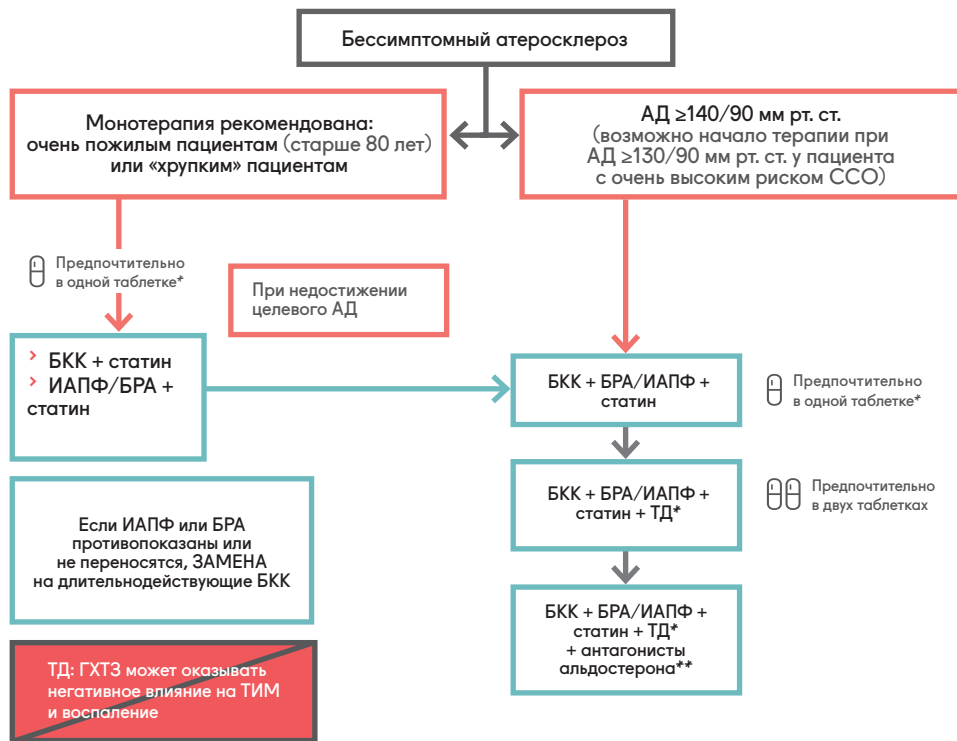 Бессимптомный атеросклероз
Монотерапия рекомендована:
очень пожилым пациентам (старше 80 лет)
или «хрупким» пациентам
АД ≥140/90 мм рт. ст.
(возможно начало терапии при
АД ≥130/90 мм рт. ст. у пациента
с очень высоким риском ССО)
Предпочтительно
в одной таблетке*
При недостижении
целевого АД
› БКК + статин
› ИАПФ/БРА +
статин
БКК + БРА/ИАПФ +
статин
Предпочтительно
в одной таблетке*
БКК + БРА/ИАПФ +
статин + ТД*
Предпочтительно
в двух таблетках
Если ИАПФ или БРА
противопоказаны или
не переносятся, ЗАМЕНА
на длительнодействующие БКК
БКК + БРА/ИАПФ +
статин + ТД*
+ антагонисты
альдостерона**
ТД: ГХТЗ может оказывать
негативное влияние на ТИМ
и воспаление